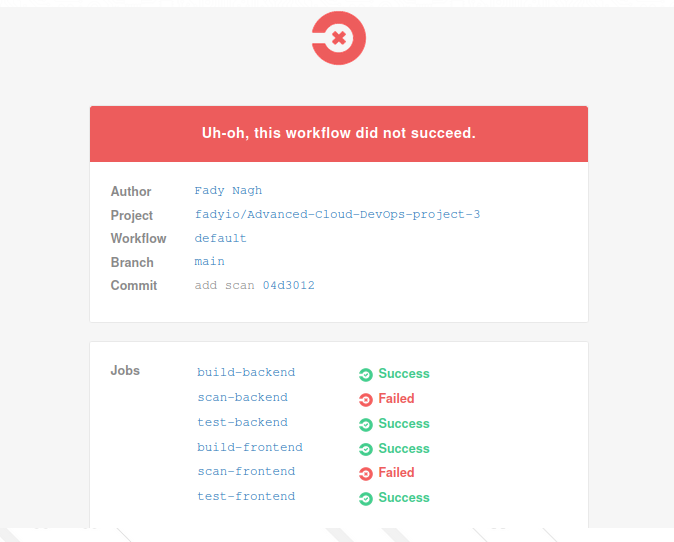 Uh-oh, this workflow did not succeed.
Author Fady Nagh
Project fadyio/Advanced-Cloud-DevOps-project-3
Workflow default
Branch main
Commit add scan 04d3012
Jobs build-backend Success
scan-backend Failed
test-backend Success
build-frontend Success
scan-frontend Failed
test-frontend Success